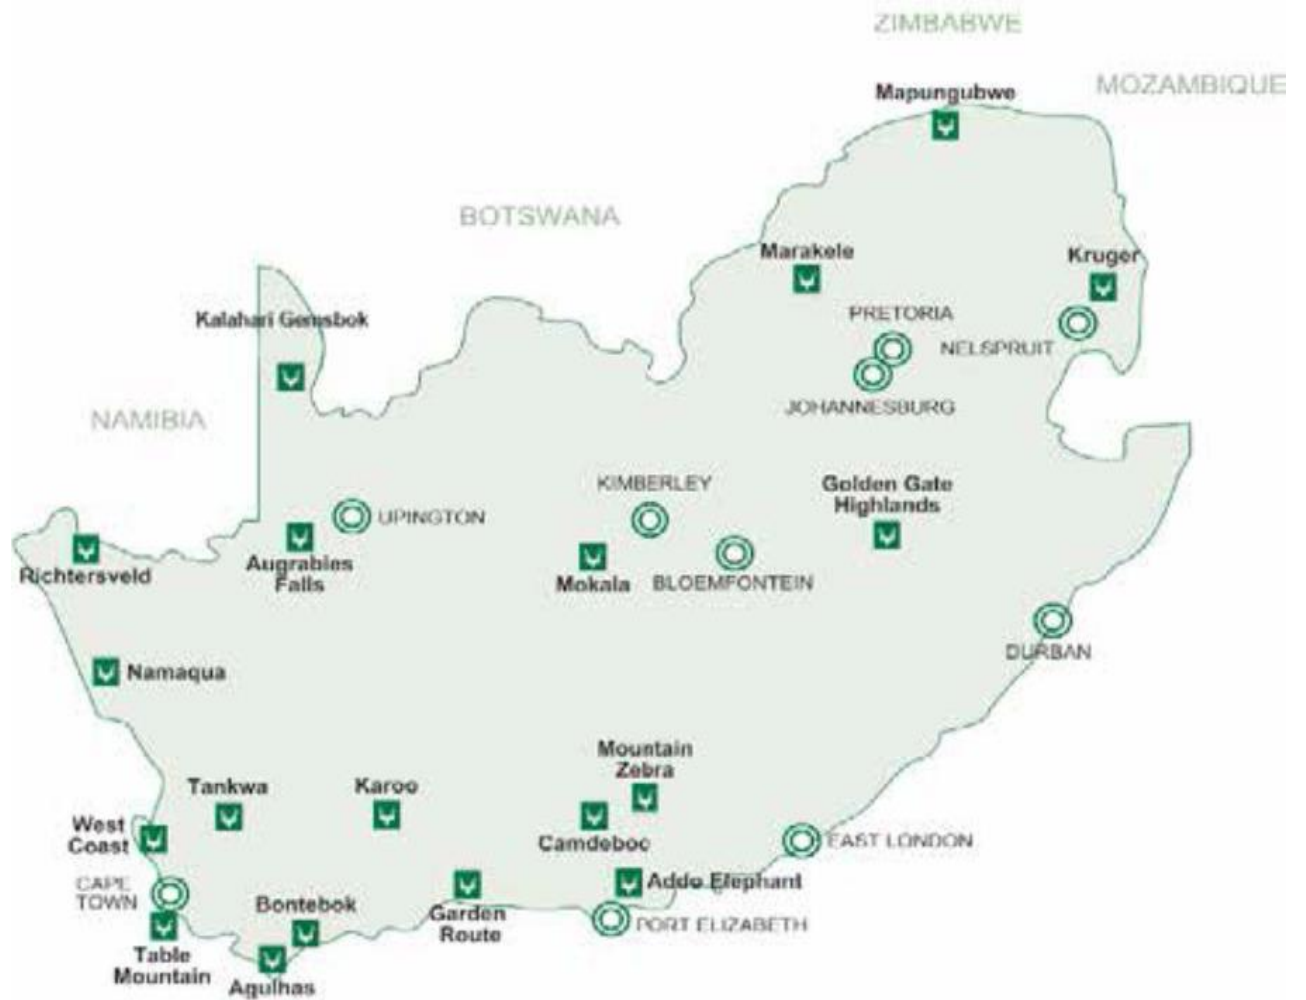 ZIMBABWE
MOZAMBIQUE
Mapungubwe
BOTSWANA
Marakele
Kruger
PRETORIA
Kalahari Gemsbok
NELSPRUIT
JOHANNESBURG
NAMIBIA
KIMBERLEY
Golden Gate
Highlands
UPINGTON
Augrabies
Falls
Richtersveld
Mokala
BLOEMFONTEIN
DURBAN
Namaqua
Mountain
Zebra
Tankwa
Karoo
West
Coast
Camdeboo
EAST LONDON
CAPE
TOWN
Addo Elephant
Bontebok
Garden
Route
PORT ELIZABETH
Table
Mountain
Agulhas